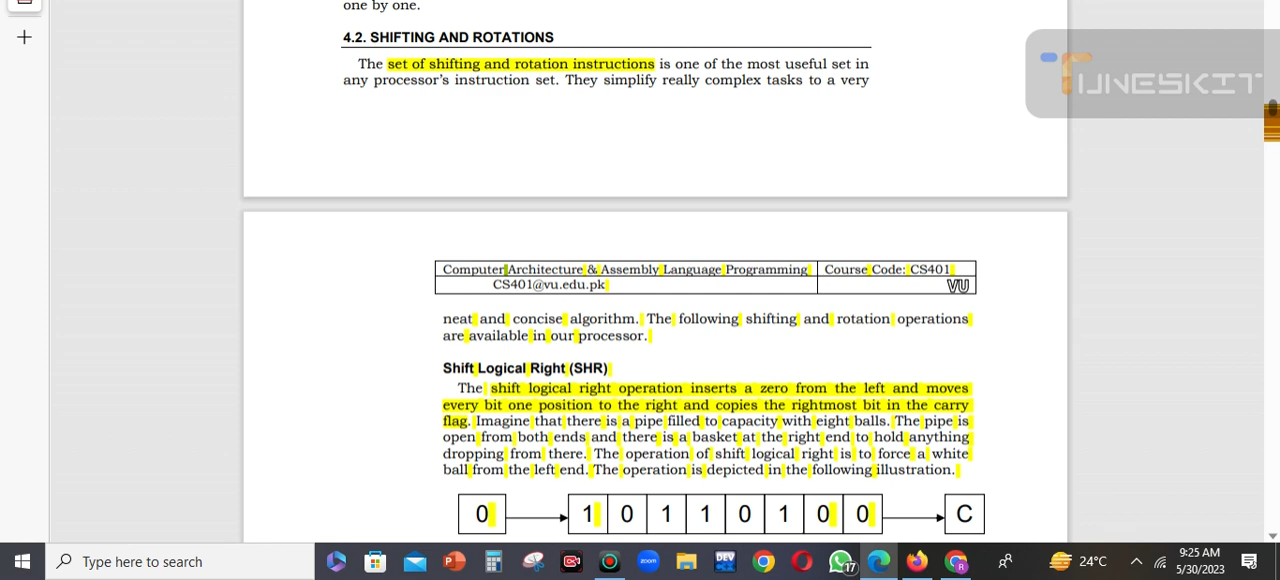 one by one.
4.2. SHIFTING AND ROTATIONS
The set of shifting and rotation instructions is one of the most useful set in
any processor's instruction set. They simplify really complex tasks to a very
TUNESKIT
Computer Architecture & Assembly Language Programming Course Code: CS401
CS401@vu.edu.pk VU
neat and concise algorithm. The following shifting and rotation operations
are available in our processor.
Shift Logical Right (SHR)
The shift logical right operation inserts a zero from the left and moves
every bit one position to the right and copies the rightmost bit in the carry
flag. Imagine that there is a pipe filled to capacity with eight balls. The pipe is
open from both ends and there is a basket at the right end to hold anything
dropping from there. The operation of shift logical right is to force a white
ball from the left end. The operation is depicted in the following illustration.
0 1 0 1 1 0 1 0 0 C
Type here to search
DEV
zoom
17
R
24°C
9:25 AM
5/30/2023